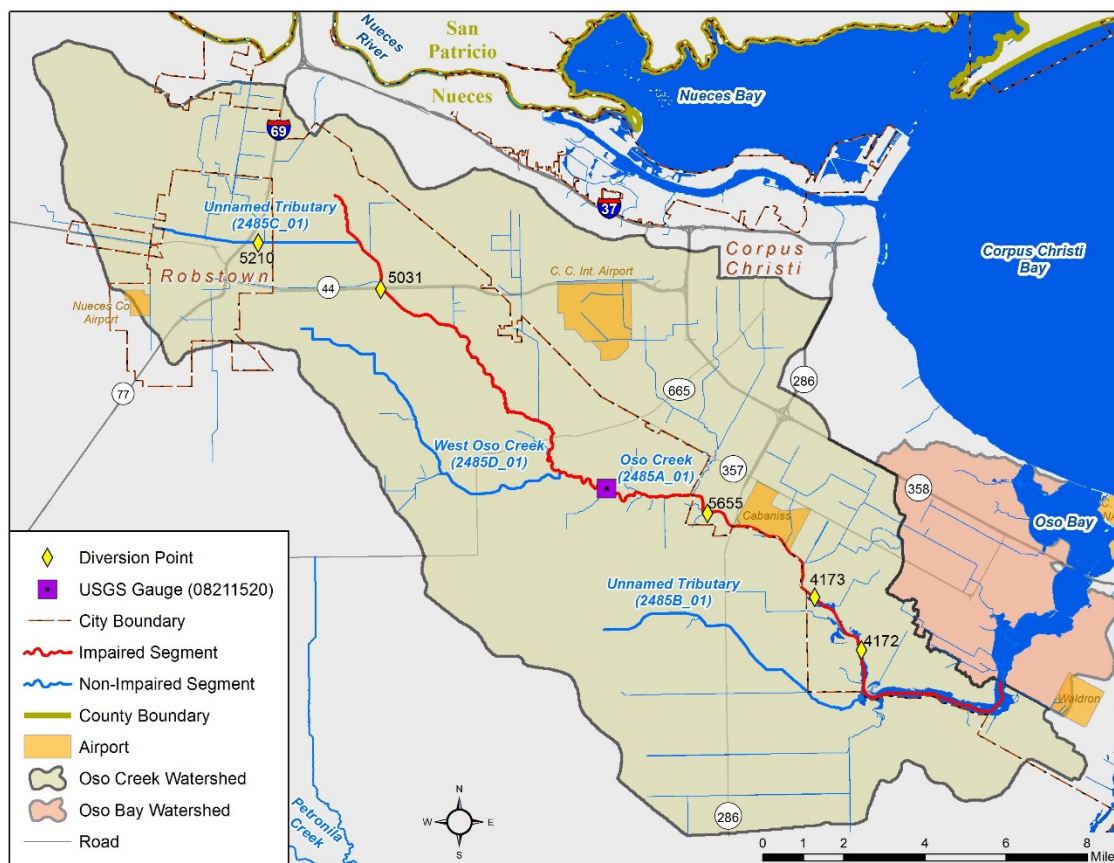 San
Patricio
Nueces
River
Nueces
Nueces Bay
69
37
Unnamed Tributary
(2485C_01)
5210
Robstown
5031
44
C. C. Int. Airport
Corpus
Christi
Corpus Christi
Bay
Nueces Co
Airport
77
665
286
West Oso Creek
(2485D_01)
Oso Creek
(2485A_01)
357
358
5655
Cabaniss
Oso Bay
C.
NA
Unnamed Tributary
(2485B_01)
4173
4172
Waldron
286
Petronila
Creek
Diversion Point
USGS Gauge (08211520)
City Boundary
Impaired Segment
Non-Impaired Segment
County Boundary
Airport
Oso Creek Watershed
Oso Bay Watershed
Road
N
W E
S
0 1 2 4 6 8
Mile